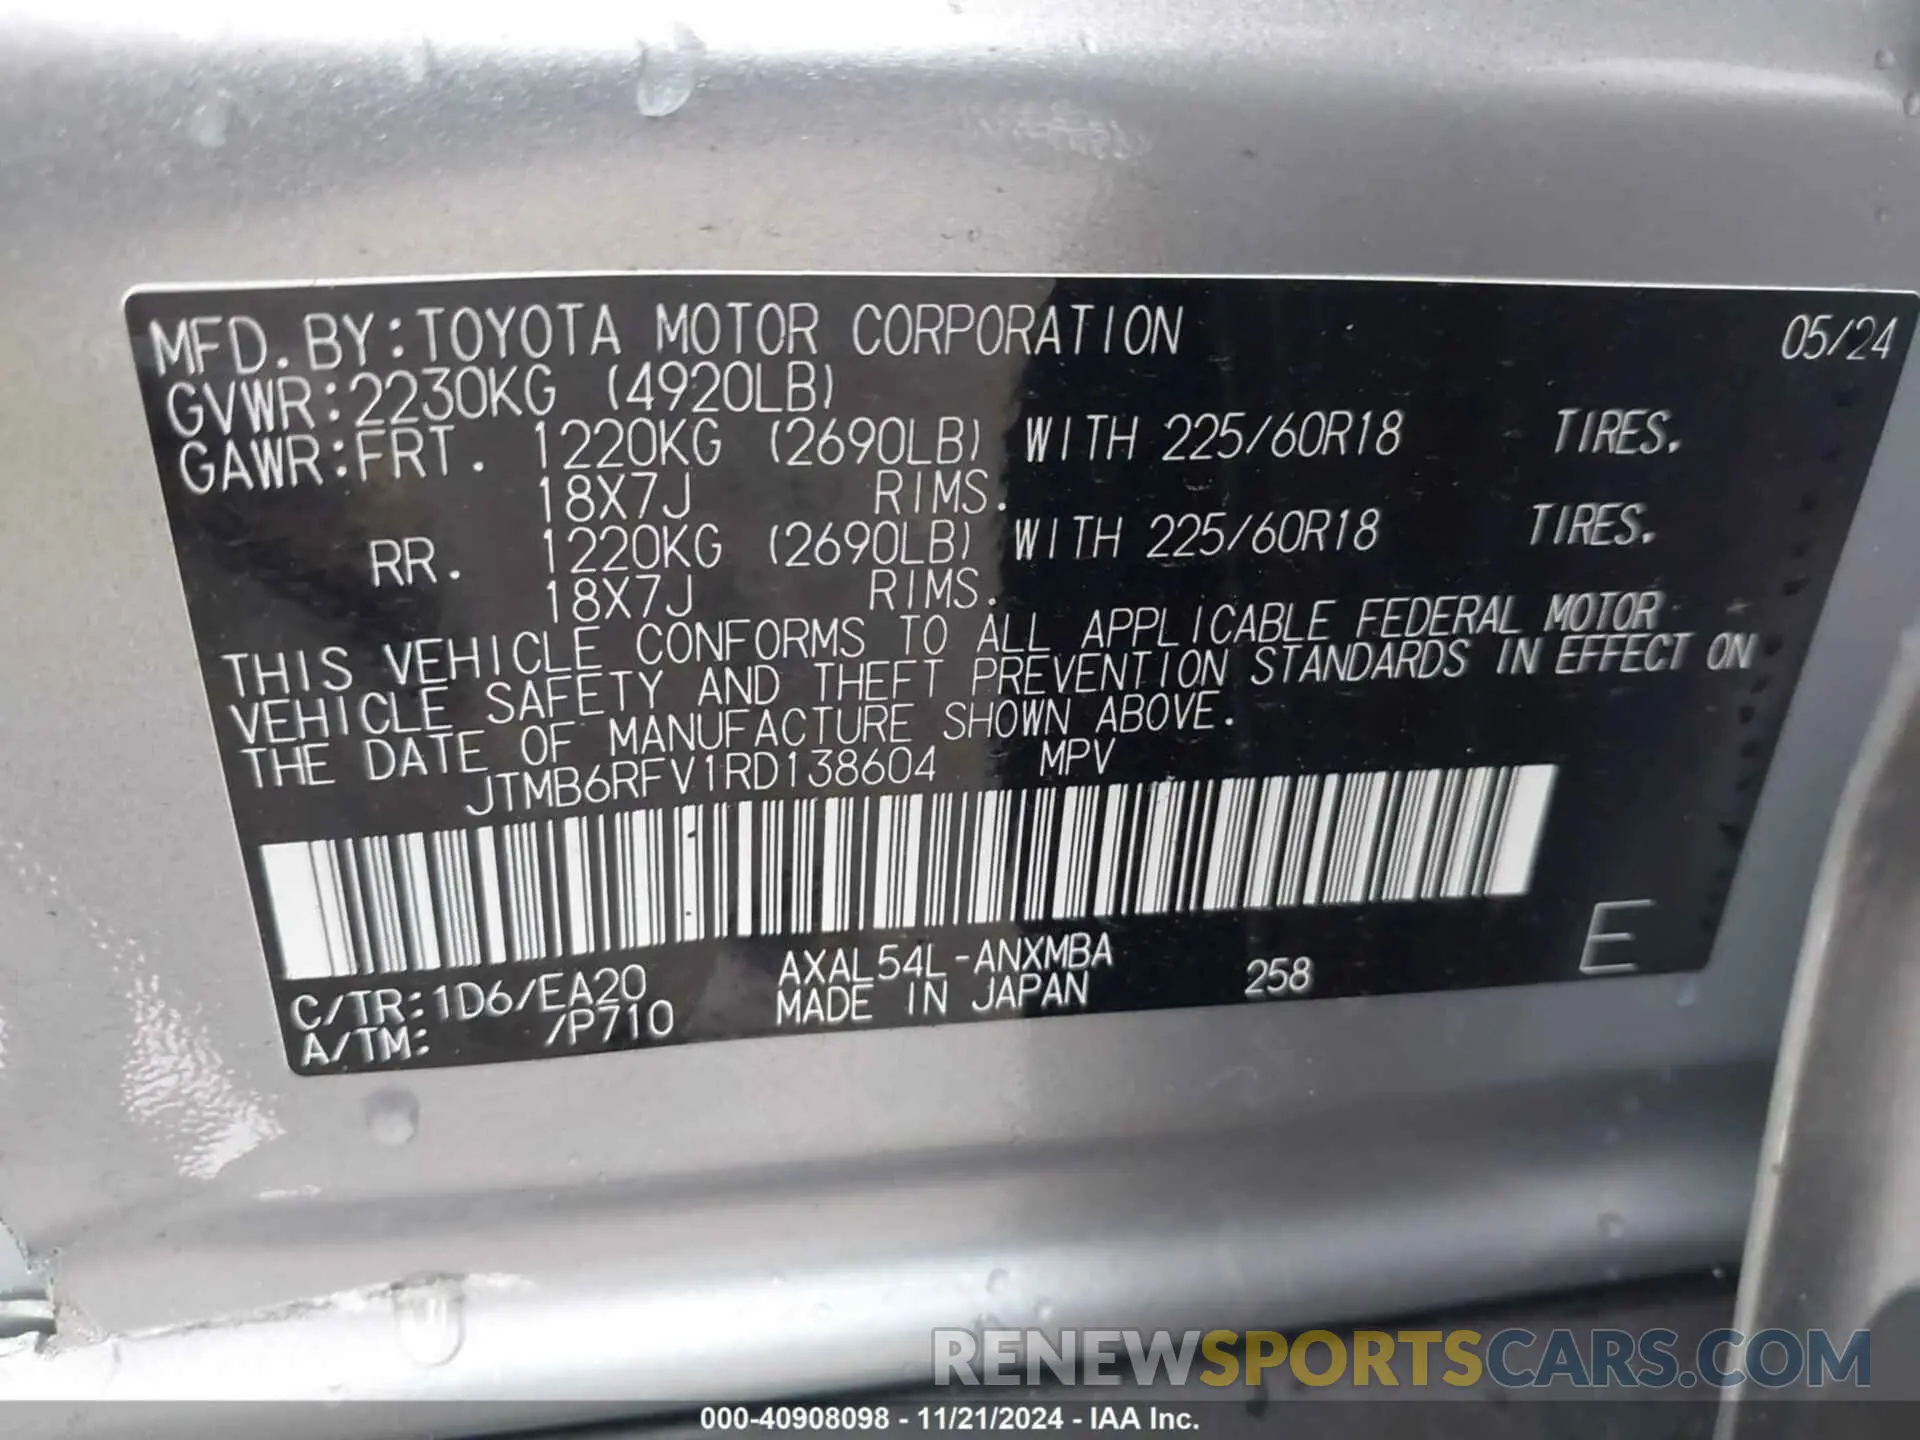 MFD. BY: TOYOTA MOTOR CORPORATION 05/24
GVWR: 2230KG (4920LB)
GAWR: FRT. 1220KG (2690LB) WITH 225/60R18 TIRES.
18X7J RIMS.
RR. 1220KG (2690LB) WITH 225/60R18 TIRES.
18X7J RIMS.
THIS VEHICLE CONFORMS TO ALL APPLICABLE FEDERAL MOTOR
VEHICLE SAFETY AND THEFT PREVENTION STANDARDS IN EFFECT ON
THE DATE OF MANUFACTURE SHOWN ABOVE.
JTMB6RFV1RD138604 MPV
C/TR: 1D6/EA20 AXAL54L-ANXMBA 258 E
A/TM: /P710 MADE IN JAPAN
RENEWSPORTSCARS.COM
000-40908098 - 11/21/2024 - IAA Inc.